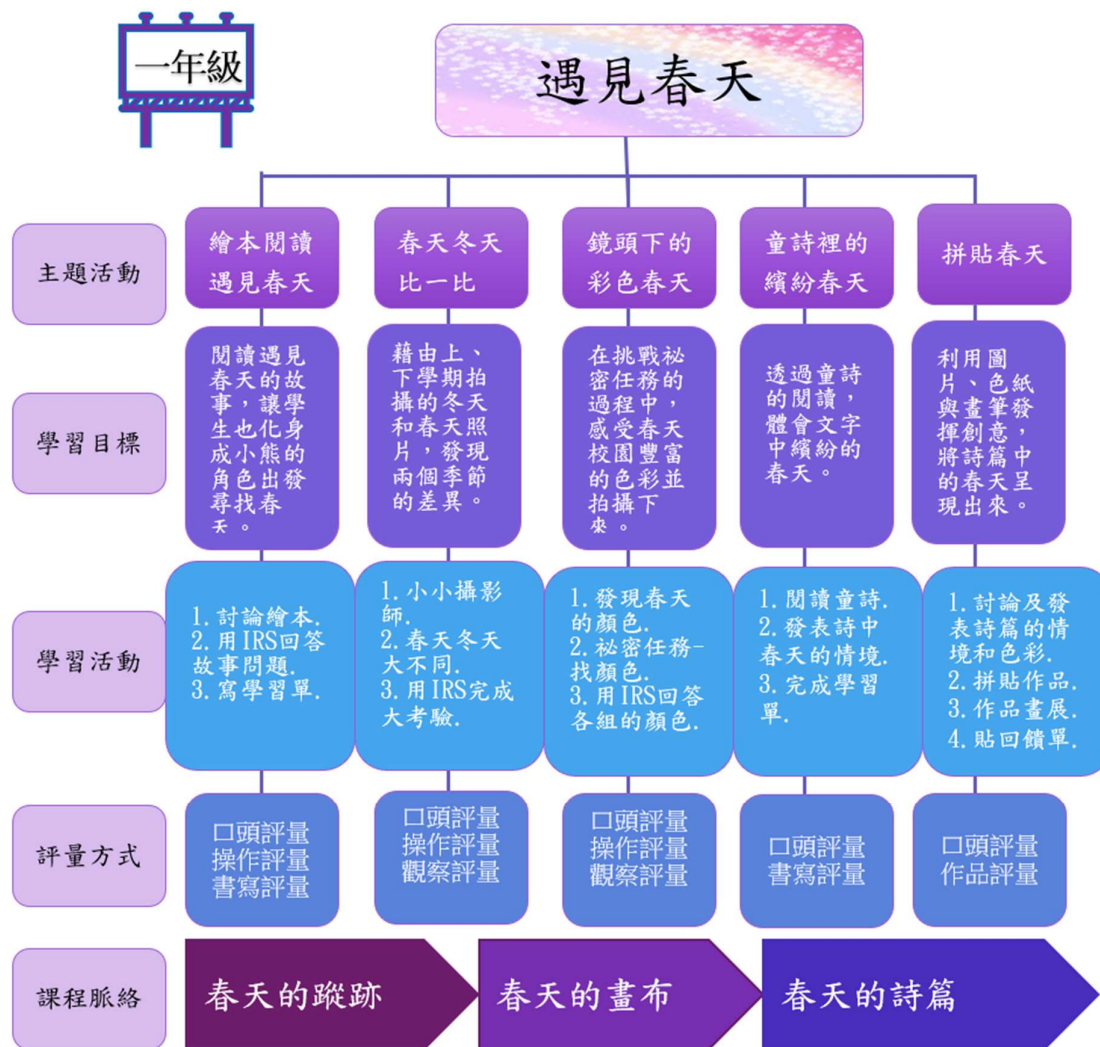 一年級
遇見春天
主題活動
繪本閱讀
遇見春天
春天冬天
比一比
鏡頭下的
彩色春天
童詩裡的
繽紛春天
拼貼春天
學習目標
閱讀遇見
春天的故
事，讓學
生也化身
成小熊的
角色出發
尋找春
天。
藉由上、
下學期拍
攝的冬天
和春天照
片，發現
兩個季節
的差異。
在挑戰祕
密任務的
過程中，
感受春天
校園豐富
的色彩並
拍攝下
來。
透過童詩
的閱讀，
體會文字
中繽紛的
春天。
利用圖
片、色紙
與畫筆發
揮創意，
將詩篇中
的春天呈
現出來。
學習活動
1.討論繪本.
2.用IRS回答
故事問題.
3.寫學習單.
1.小小攝影
師.
2.春天冬天
大不同.
3.用IRS完成
大考驗.
1.發現春天
的顏色.
2.祕密任務-
找顏色.
3.用IRS回答
各組的顏色.
1.閱讀童詩.
2.發表詩中
春天的情境.
3.完成學習
單.
1.討論及發
表詩篇的情
境和色彩.
2.拼貼作品.
3.作品畫展.
4.貼回饋單.
評量方式
口頭評量
操作評量
書寫評量
口頭評量
操作評量
觀察評量
口頭評量
操作評量
觀察評量
口頭評量
書寫評量
口頭評量
作品評量
課程脈絡
春天的蹤跡
春天的畫布
春天的詩篇